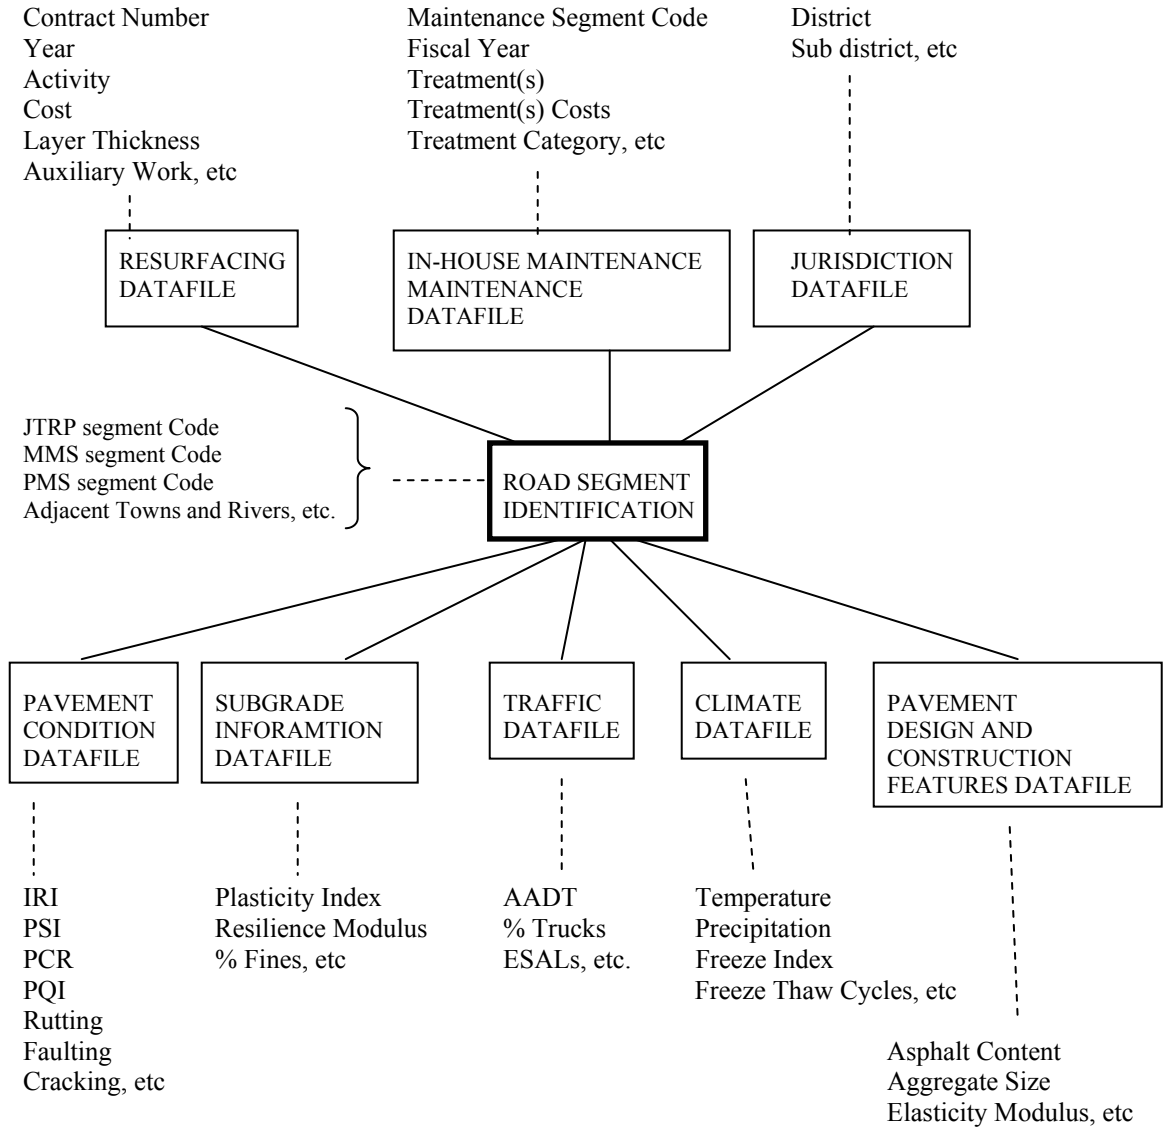 Contract Number
Year
Activity
Cost
Layer Thickness
Auxiliary Work, etc
Maintenance Segment Code
Fiscal Year
Treatment(s)
Treatment(s) Costs
Treatment Category, etc
District
Sub district, etc
RESURFACING
DATAFILE
IN-HOUSE MAINTENANCE
MAINTENANCE
DATAFILE
JURISDICTION
DATAFILE
JTRP segment Code
MMS segment Code
PMS segment Code
Adjacent Towns and Rivers, etc.
ROAD SEGMENT
IDENTIFICATION
PAVEMENT
CONDITION
DATAFILE
SUBGRADE
INFORAMTION
DATAFILE
TRAFFIC
DATAFILE
CLIMATE
DATAFILE
PAVEMENT
DESIGN AND
CONSTRUCTION
FEATURES DATAFILE
IRI
PSI
PCR
PQI
Rutting
Faulting
Cracking, etc
Plasticity Index
Resilience Modulus
% Fines, etc
AADT
% Trucks
ESALs, etc.
Temperature
Precipitation
Freeze Index
Freeze Thaw Cycles, etc
Asphalt Content
Aggregate Size
Elasticity Modulus, etc